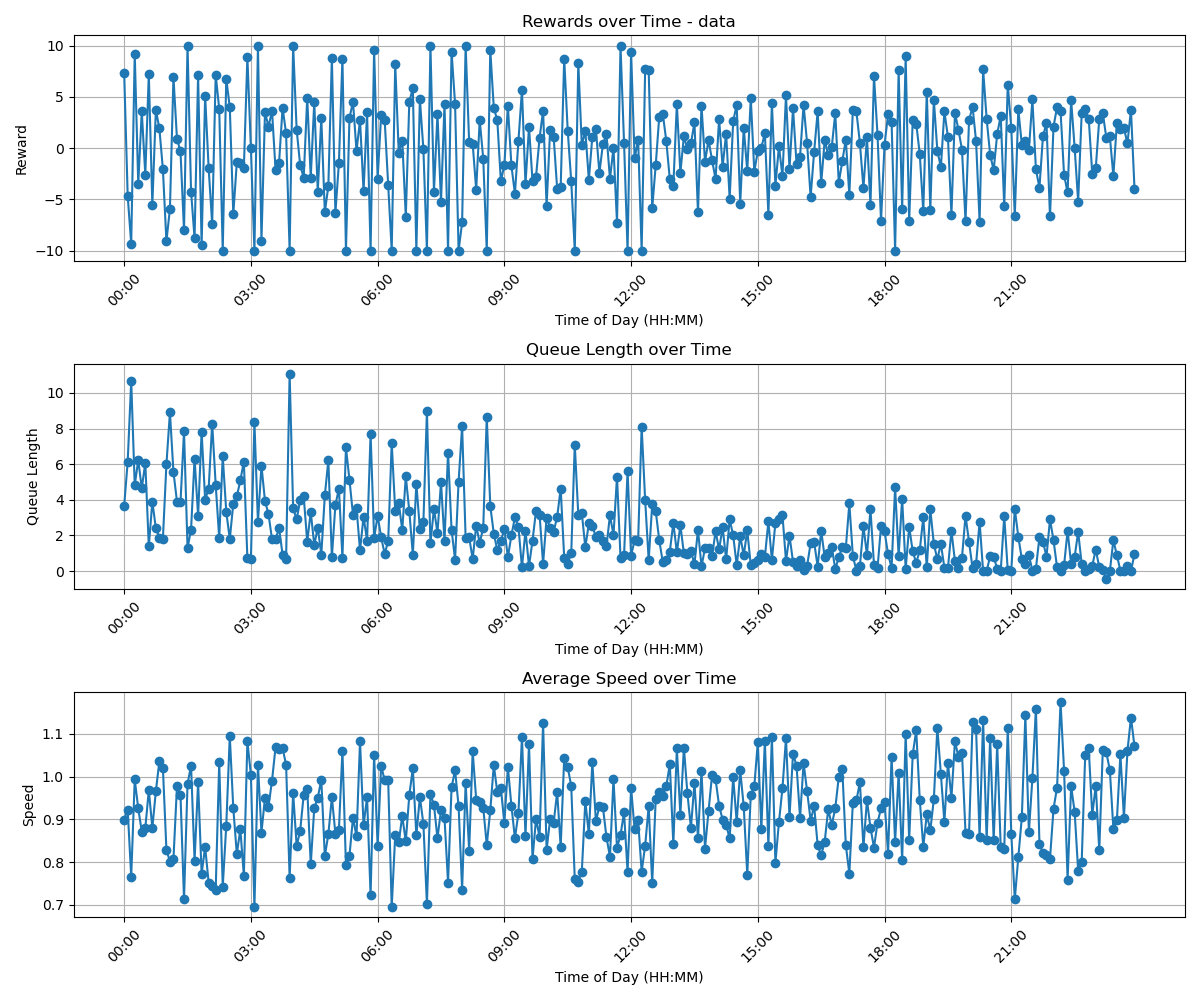 Rewards over Time - data
Reward
10
5
0
−5
−10
00:00 03:00 06:00 09:00 12:00 15:00 18:00 21:00
Time of Day (HH:MM)
Queue Length over Time
Queue Length
10
8
6
4
2
0
00:00 03:00 06:00 09:00 12:00 15:00 18:00 21:00
Time of Day (HH:MM)
Average Speed over Time
Speed
1.1
1.0
0.9
0.8
0.7
00:00 03:00 06:00 09:00 12:00 15:00 18:00 21:00
Time of Day (HH:MM)